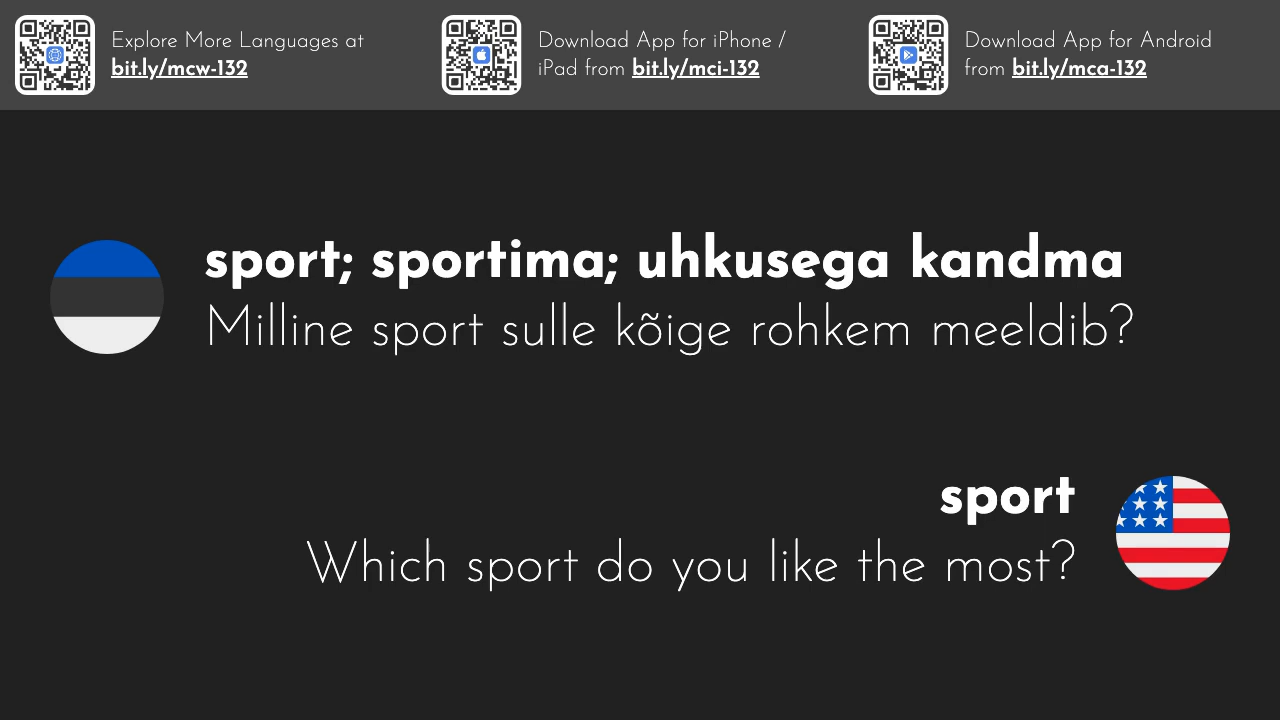 Explore More Languages at
bit.ly/mcw-132
Download App for iPhone /
iPad from bit.ly/mci-132
Download App for Android
from bit.ly/mca-132
sport; sportima; uhkusega kandma
Milline sport sulle kõige rohkem meeldib?
sport
Which sport do you like the most?